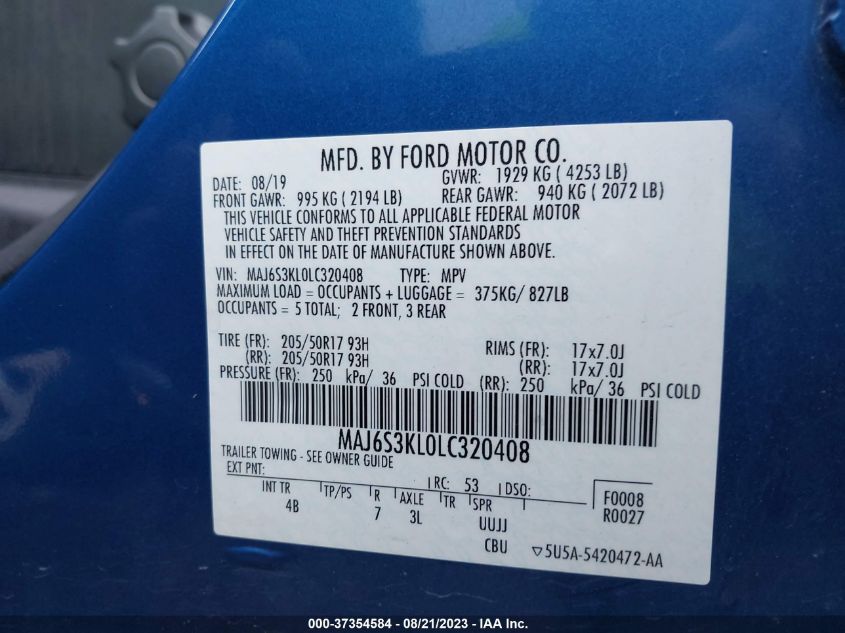 MFD. BY FORD MOTOR CO.
DATE: 08/19 GVWR: 1929 KG ( 4253 LB)
FRONT GAWR: 995 KG ( 2194 LB) REAR GAWR: 940 KG ( 2072 LB)
THIS VEHICLE CONFORMS TO ALL APPLICABLE FEDERAL MOTOR
VEHICLE SAFETY AND THEFT PREVENTION STANDARDS
IN EFFECT ON THE DATE OF MANUFACTURE SHOWN ABOVE.
VIN: MAJ6S3KL0LC320408 TYPE: MPV
MAXIMUM LOAD = OCCUPANTS + LUGGAGE = 375KG/ 827LB
OCCUPANTS = 5 TOTAL; 2 FRONT, 3 REAR
TIRE (FR): 205/50R17 93H RIMS (FR): 17x7.0J
(RR): 205/50R17 93H (RR): 17x7.0J
PRESSURE (FR): 250 kPa/ 36 PSI COLD (RR): 250 kPa/ 36 PSI COLD
MAJ6S3KL0LC320408
TRAILER TOWING - SEE OWNER GUIDE
EXT PNT: RC: 53 DSO: F0008
INT TR TP/PS R AXLE TR SPR R0027
4B 7 3L UUJJ
CBU ▽5U5A-5420472-AA
000-37354584 - 08/21/2023 - IAA Inc.